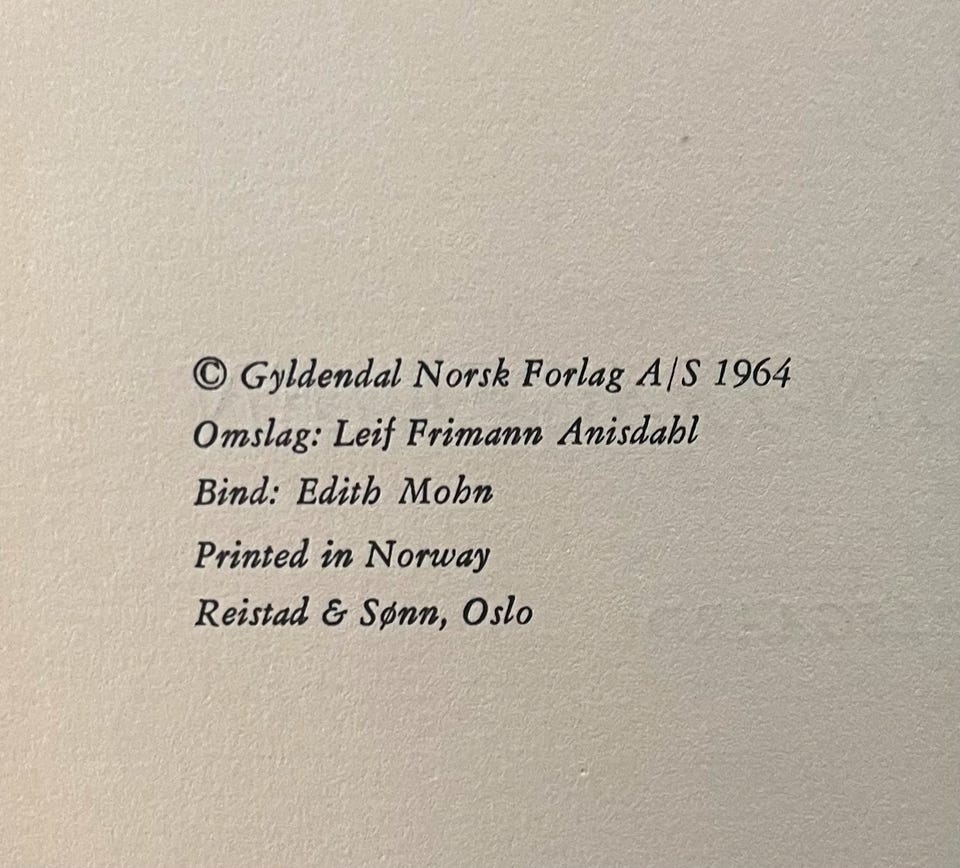 © Gyldendal Norsk Forlag A/S 1964
Omslag: Leif Frimann Anisdahl
Bind: Edith Mohn
Printed in Norway
Reistad & Sønn, Oslo